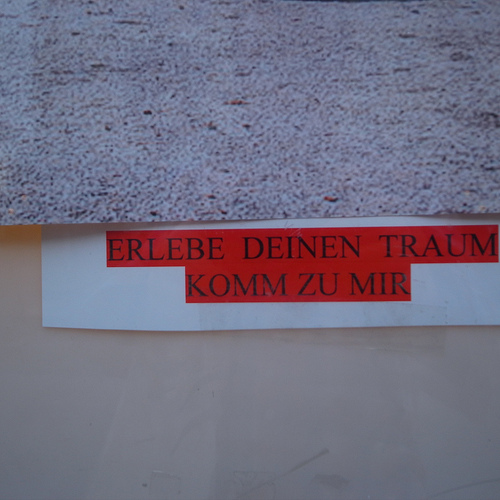 ERLEBE DEINEN TRAUM
KOMM ZU MIR